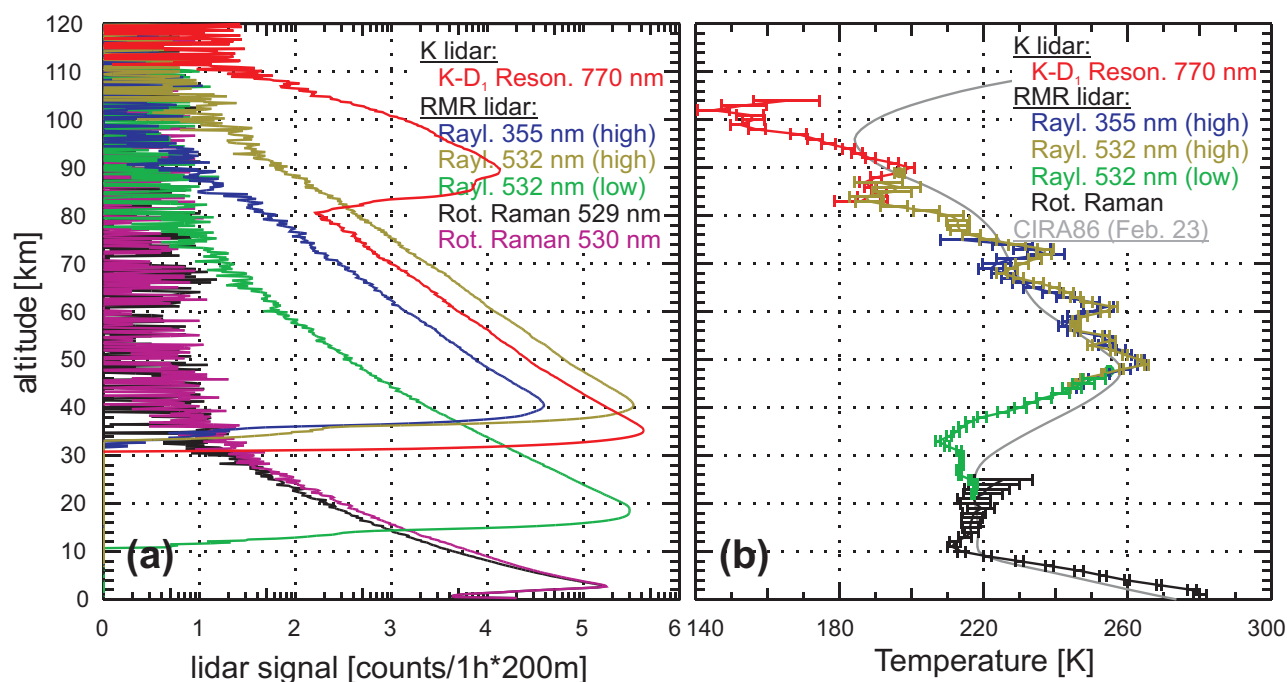 120
110
100
90
80
70
60
50
40
30
20
10
0
altitude [km]
K lidar:
K-D1 Reson. 770 nm
RMR lidar:
Rayl. 355 nm (high)
Rayl. 532 nm (high)
Rayl. 532 nm (low)
Rot. Raman 529 nm
Rot. Raman 530 nm
(a)
0 1 2 3 4 5 6
lidar signal [counts/1h*200m]
K lidar:
K-D1 Reson. 770 nm
RMR lidar:
Rayl. 355 nm (high)
Rayl. 532 nm (high)
Rayl. 532 nm (low)
Rot. Raman
CIRA86 (Feb. 23)
(b)
140 180 220 260 300
Temperature [K]